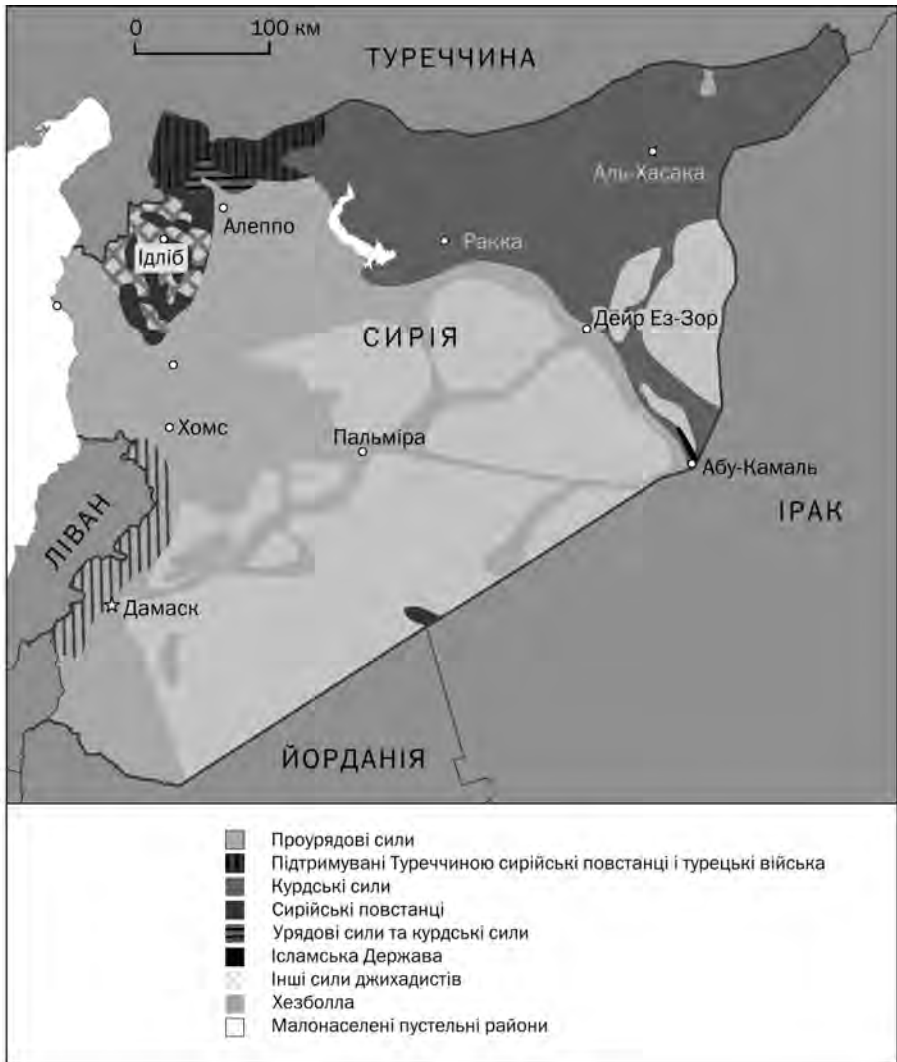 0 100 км
ТУРЕЧЧИНА
Аль-Хасака
Алеппо
Ракка
Ідліб
СИРІЯ
Дейр Ез-Зор
Хомс
Пальміра
Абу-Камаль
ІРАК
ЛІВАН
Дамаск
ЙОРДАНІЯ
Проурядові сили
Підтримувані Туреччиною сирійські повстанці і турецькі війська
Курдські сили
Сирійські повстанці
Урядові сили та курдські сили
Ісламська Держава
Інші сили джихадистів
Хезболла
Малонаселені пустельні райони